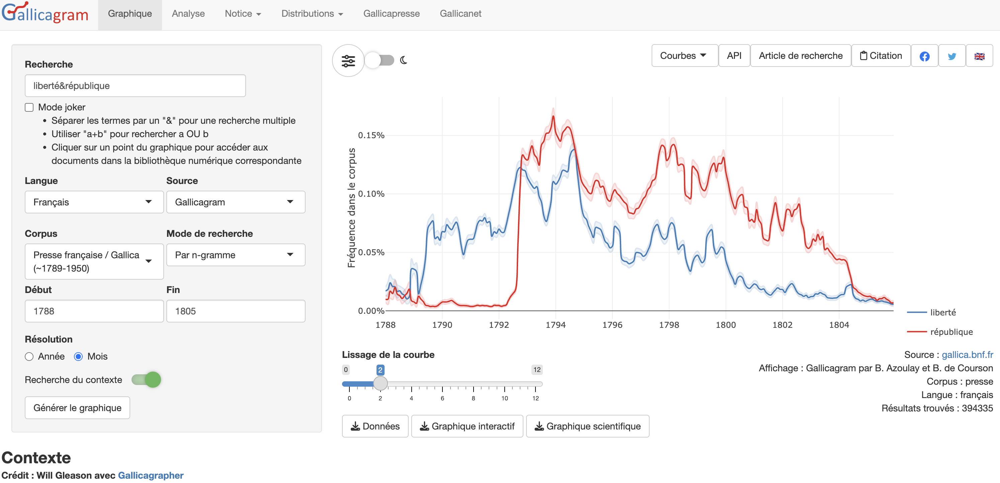 Gallicagram
Graphique
Analyse
Notice
Distributions
Gallicapresse
Gallicanet
Recherche
liberté&république
Mode joker
Séparer les termes par un "&" pour une recherche multiple
Utiliser "a+b" pour rechercher a OU b
Cliquer sur un point du graphique pour accéder aux
documents dans la bibliothèque numérique correspondante
Langue
Source
Français
Gallicagram
Corpus
Mode de recherche
Presse française / Gallica
(~1789-1950)
Par n-gramme
Début
Fin
1788
1805
Résolution
Année
Mois
Recherche du contexte
Générer le graphique
Courbes
API
Article de recherche
Citation
Fréquence dans le corpus
0.15%
0.10%
0.05%
0.00%
1788
1790
1792
1794
1796
1798
1800
1802
1804
liberté
république
Lissage de la courbe
0
2
12
0
2
4
6
8
10
12
Source : gallica.bnf.fr
Affichage : Gallicagram par B. Azoulay et B. de Courson
Corpus : presse
Langue : français
Résultats trouvés : 394335
Données
Graphique interactif
Graphique scientifique
Contexte
Crédit : Will Gleason avec Gallicagrapher